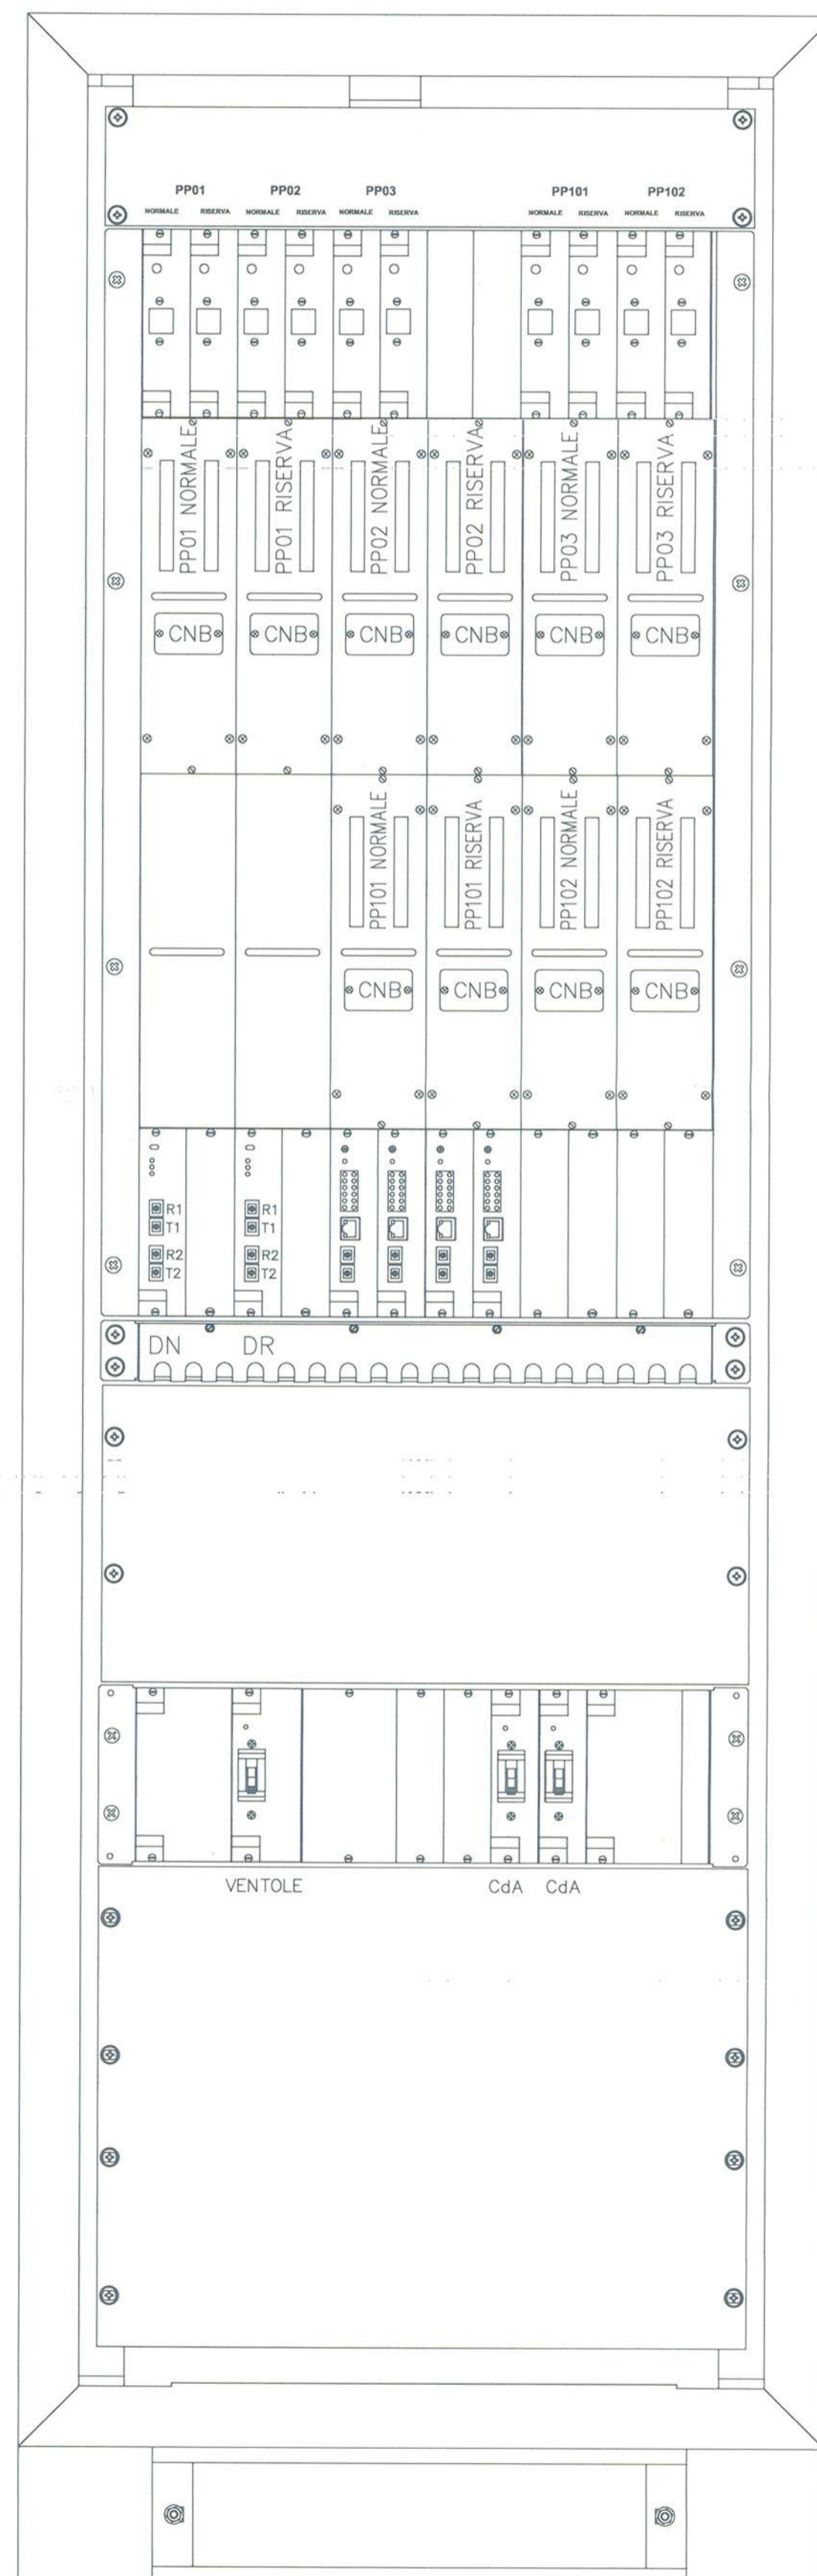 PP01 PP02 PP03 PP101 PP102
NORMALE RISERVA NORMALE RISERVA NORMALE RISERVA NORMALE RISERVA NORMALE RISERVA
PP01 NORMALE
PP01 RISERVA
PP02 NORMALE
PP02 RISERVA
PP03 NORMALE
PP03 RISERVA
CNB CNB CNB CNB CNB CNB
PP101 NORMALE
PP101 RISERVA
PP102 NORMALE
PP102 RISERVA
CNB CNB CNB CNB
R1 R1
T1 T1
R2 R2
T2 T2
DN DR
VENTOLE CdA CdA